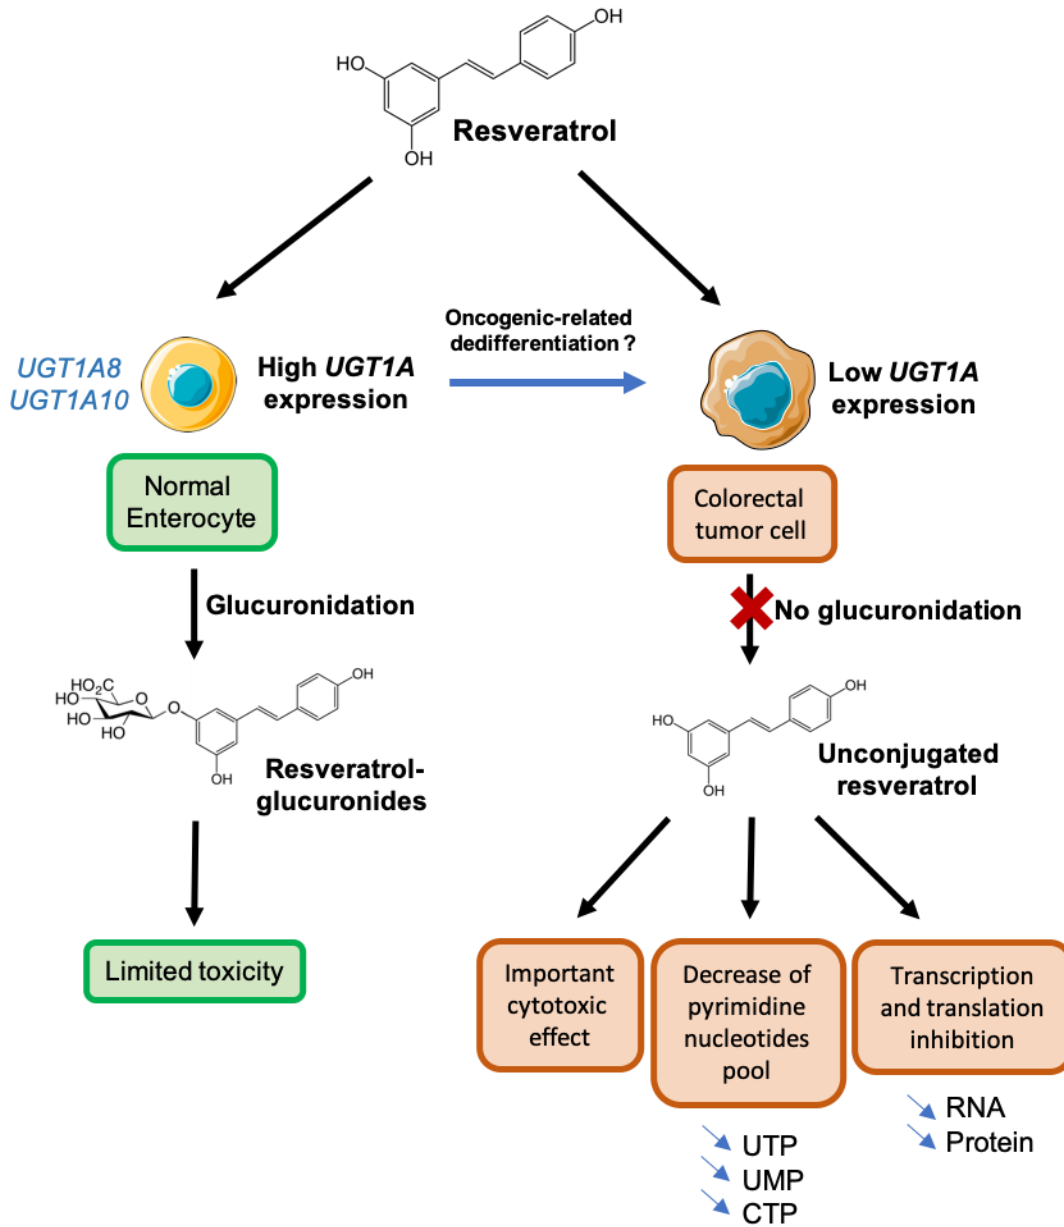 OH
HO
OH
Resveratrol
UGT1A8
UGT1A10
High UGT1A
expression
Oncogenic-related
dedifferentiation ?
Low UGT1A
expression
Normal
Enterocyte
Colorectal
tumor cell
Glucuronidation
No glucuronidation
HO₂C
O
HO
HO
HO
O
OH
OH
Resveratrol-
glucuronides
OH
HO
OH
Unconjugated
resveratrol
Limited toxicity
Important
cytotoxic
effect
Decrease of
pyrimidine
nucleotides
pool
UTP
UMP
CTP
Transcription
and translation
inhibition
RNA
Protein